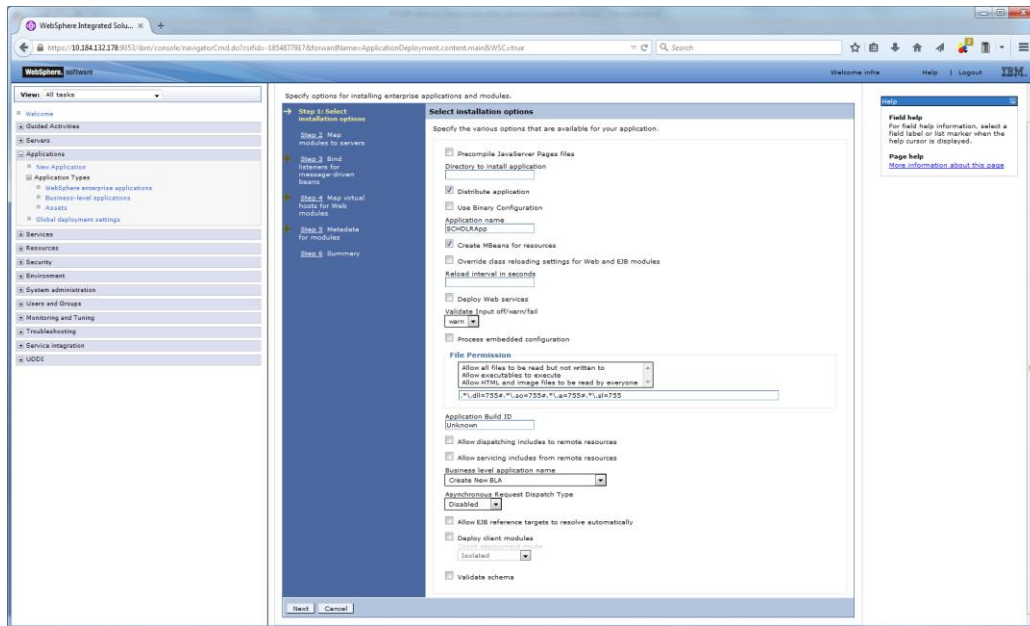 WebSphere Integrated Solu...
https://10.184.132.178:9053/ibm/console/navigatorCmd.do?csrfid=-1854877917&forwardName=ApplicationDeployment.content.main&WSC=true
Search
WebSphere. software
Welcome infra
Help | Logout
IBM.
View: All tasks
Welcome
Guided Activities
Servers
Applications
New Application
Application Types
WebSphere enterprise applications
Business-level applications
Assets
Global deployment settings
Services
Resources
Security
Environment
System administration
Users and Groups
Monitoring and Tuning
Troubleshooting
Service integration
UDDI
Specify options for installing enterprise applications and modules.
Step 1: Select
installation options
Step 2 Map
modules to servers
Step 3 Bind
listeners for
message-driven
beans
Step 4 Map virtual
hosts for Web
modules
Step 5 Metadata
for modules
Step 6 Summary
Select installation options
Specify the various options that are available for your application.
Precompile JavaServer Pages files
Directory to install application
Distribute application
Use Binary Configuration
Application name
SCHDLRApp
Create MBeans for resources
Override class reloading settings for Web and EJB modules
Reload interval in seconds
Deploy Web services
Validate Input off/warn/fail
warn
Process embedded configuration
File Permission
Allow all files to be read but not written to
Allow executables to execute
Allow HTML and image files to be read by everyone
.*\.dll=755#.*\.so=755#.*\.a=755#.*\.sl=755
Application Build ID
Unknown
Allow dispatching includes to remote resources
Allow servicing includes from remote resources
Business level application name
Create New BLA
Asynchronous Request Dispatch Type
Disabled
Allow EJB reference targets to resolve automatically
Deploy client modules
Client deployment mode
Isolated
Validate schema
Next
Cancel
Help
Field help
For field help information, select a
field label or list marker when the
help cursor is displayed.
Page help
More information about this page